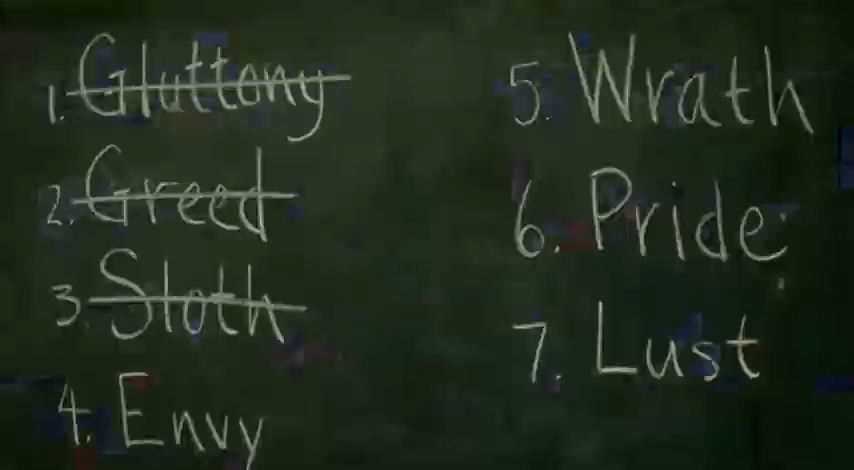 1. Gluttony
2. Greed
3. Sloth
4. Envy
5. Wrath
6. Pride
7. Lust